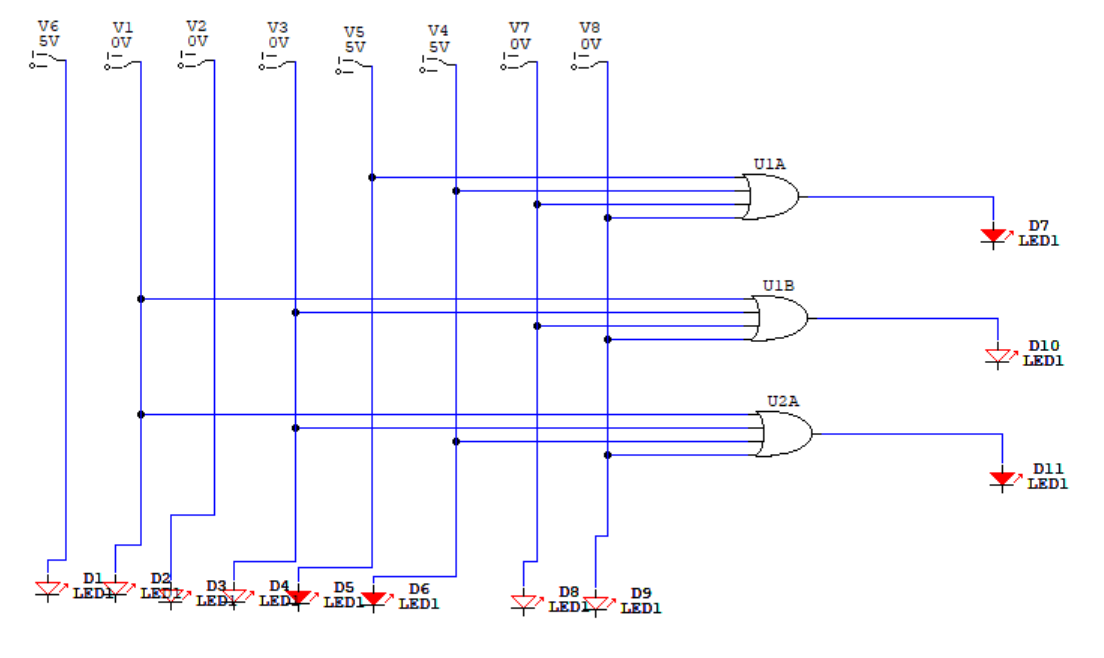 V6
5V
V1
0V
V2
0V
V3
0V
V5
5V
V4
5V
V7
0V
V8
0V
U1A
D7
LED1
U1B
D10
LED1
U2A
D11
LED1
D1
LED1
D2
LED1
D3
LED1
D4
LED1
D5
LED1
D6
LED1
D8
LED1
D9
LED1